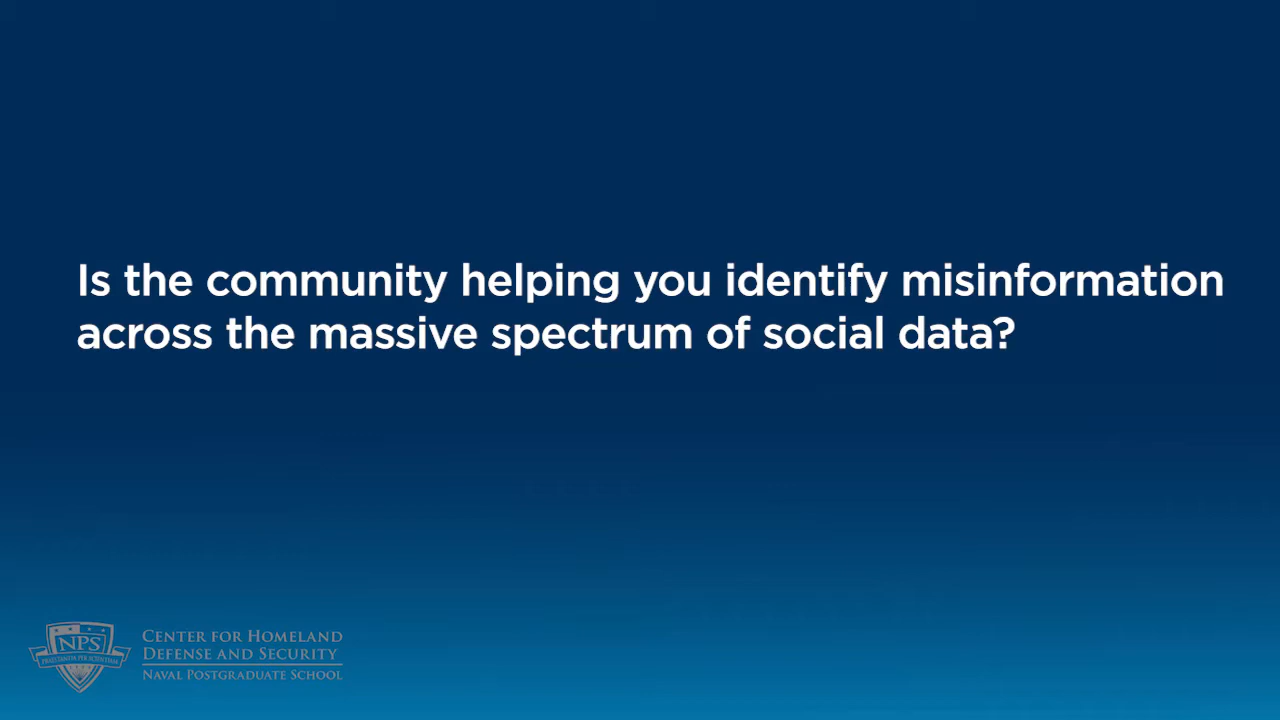 Is the community helping you identify misinformation
across the massive spectrum of social data?
NPS
CENTER FOR HOMELAND
DEFENSE AND SECURITY
NAVAL POSTGRADUATE SCHOOL